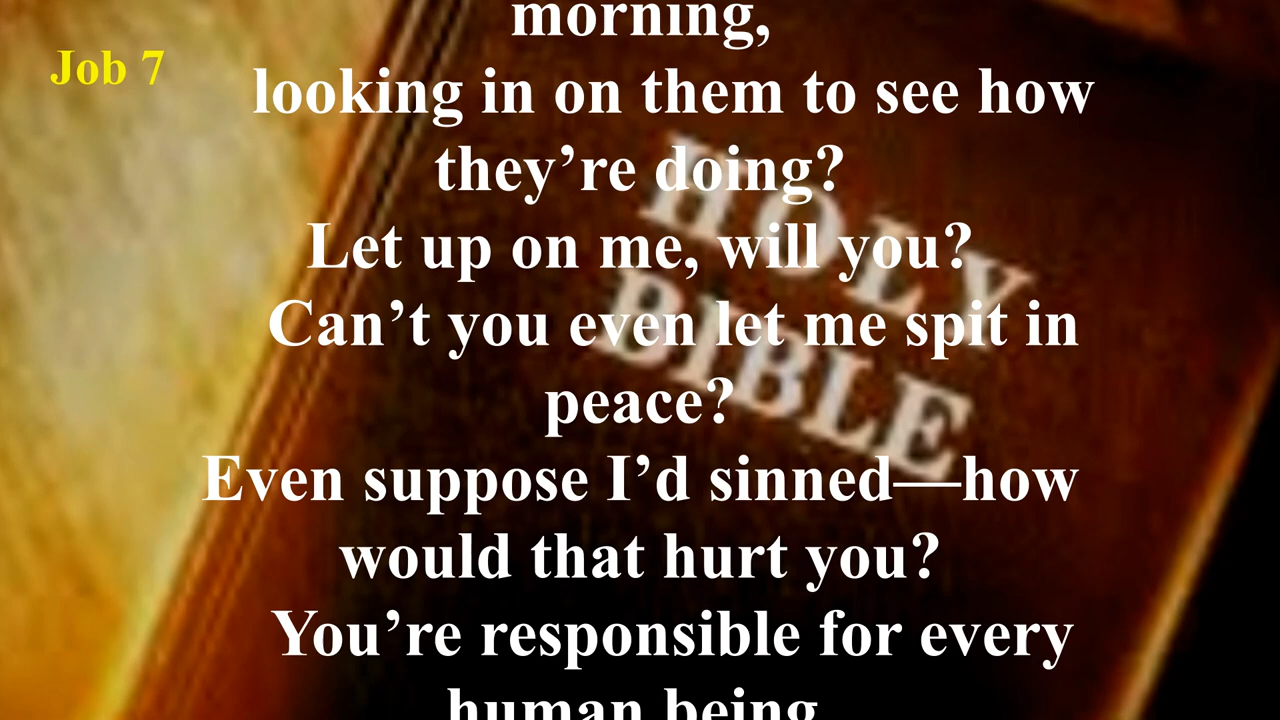 morning,
Job 7
looking in on them to see how
they’re doing?
Let up on me, will you?
Can’t you even let me spit in
peace?
Even suppose I’d sinned—how
would that hurt you?
You’re responsible for every
human being.
HOLY
BIBLE